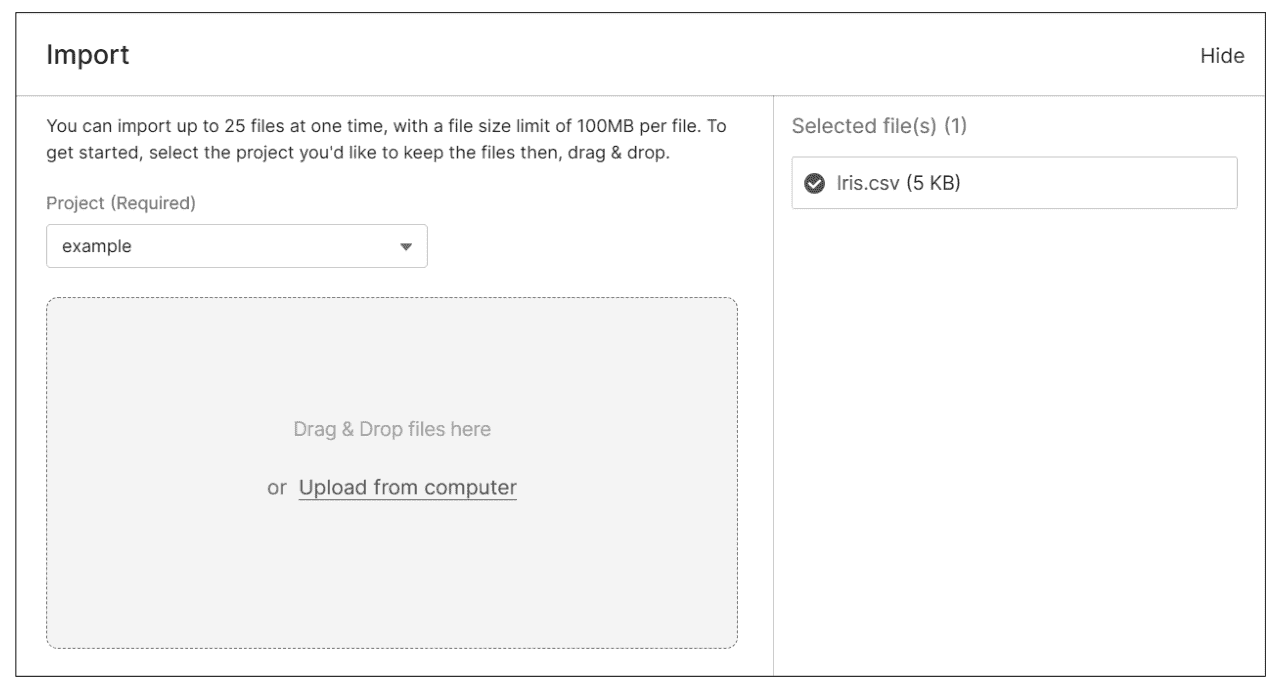 Import
Hide
You can import up to 25 files at one time, with a file size limit of 100MB per file. To
get started, select the project you'd like to keep the files then, drag & drop.
Project (Required)
example
Drag & Drop files here
or Upload from computer
Selected file(s) (1)
Iris.csv (5 KB)